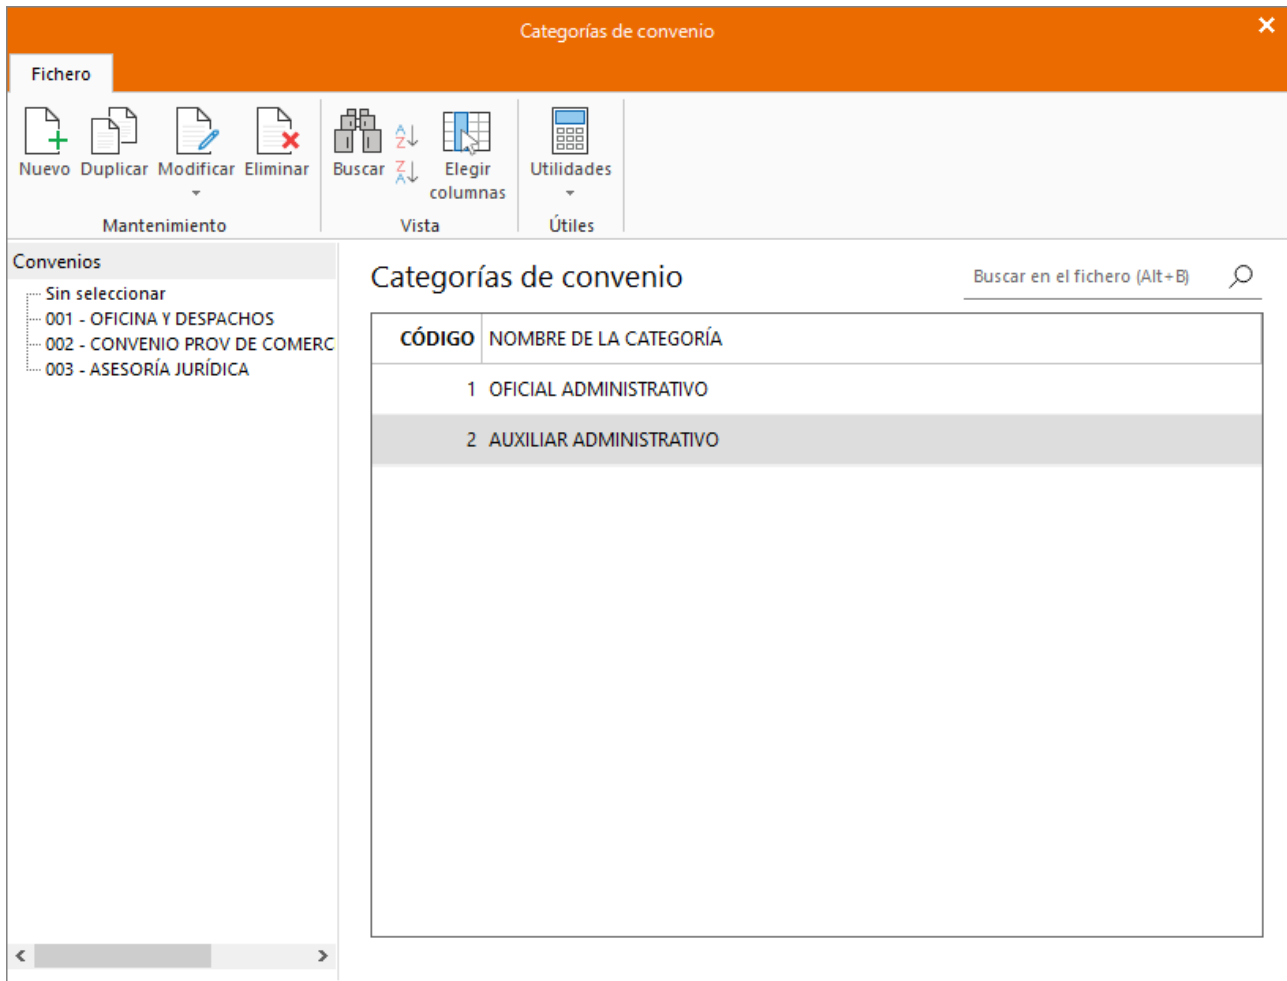 Categorías de convenio
Fichero
Nuevo Duplicar Modificar Eliminar
Mantenimiento
Buscar
A
Z
Z
A
Elegir
columnas
Vista
Utilidades
Útiles
Convenios
Sin seleccionar
001 - OFICINA Y DESPACHOS
002 - CONVENIO PROV DE COMERC
003 - ASESORÍA JURÍDICA
Categorías de convenio
Buscar en el fichero (Alt+B)
CÓDIGO NOMBRE DE LA CATEGORÍA
1 OFICIAL ADMINISTRATIVO
2 AUXILIAR ADMINISTRATIVO